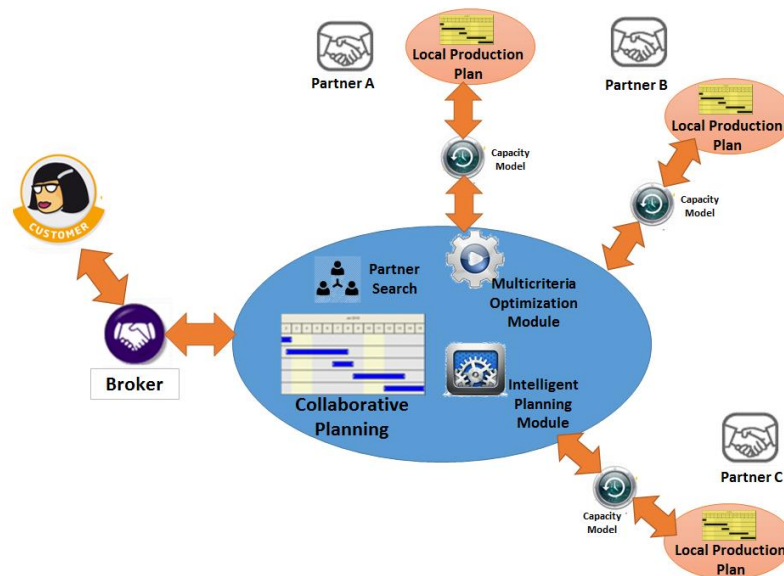 Partner A
Local Production
Plan
Partner B
Local Production
Plan
Capacity
Model
Capacity
Model
CUSTOMER
Partner
Search
Multicriteria
Optimization
Module
Broker
Collaborative
Planning
Intelligent
Planning
Module
Partner C
Capacity
Model
Local Production
Plan